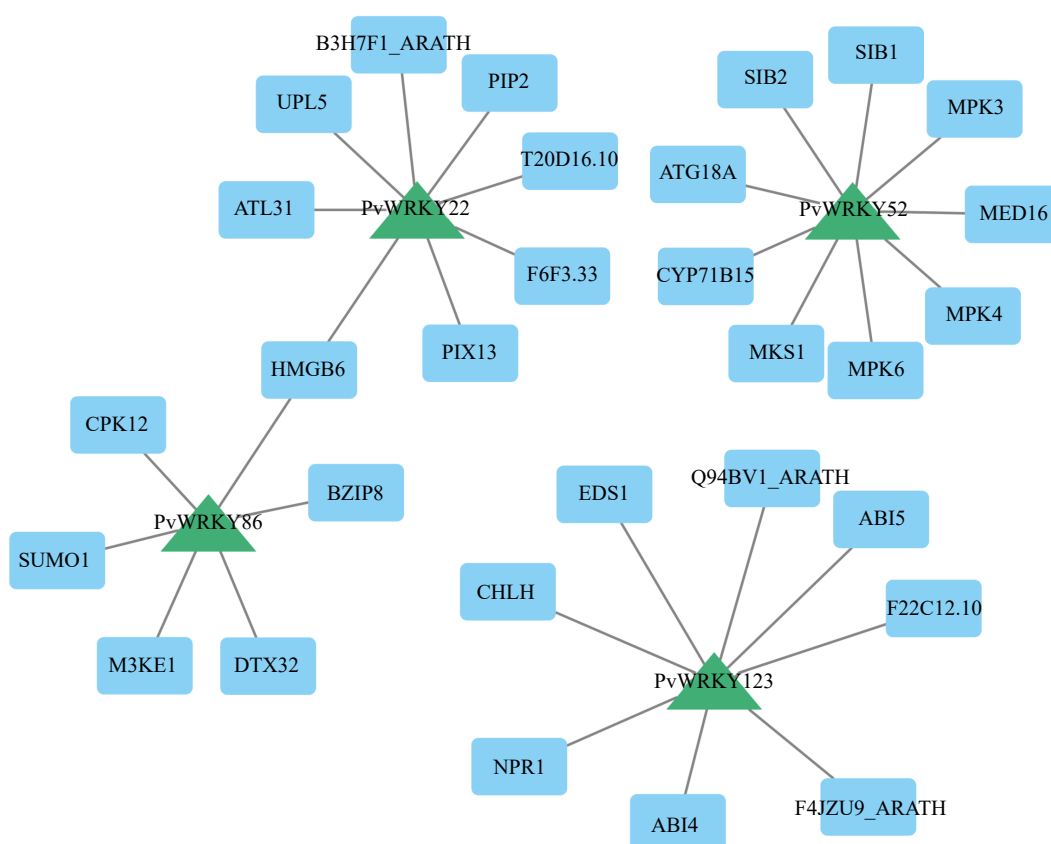 B3H7F1_ARATH
SIB1
SIB2
PIP2
UPL5
MPK3
T20D16.10
ATG18A
ATL31
PvWRKY22
PvWRKY52
MED16
F6F3.33
CYP71B15
MPK4
PIX13
MKS1
HMGB6
MPK6
CPK12
BZIP8
Q94BV1_ARATH
EDS1
ABI5
PvWRKY86
SUMO1
CHLH
F22C12.10
M3KE1
DTX32
PvWRKY123
NPR1
F4JZU9_ARATH
ABI4